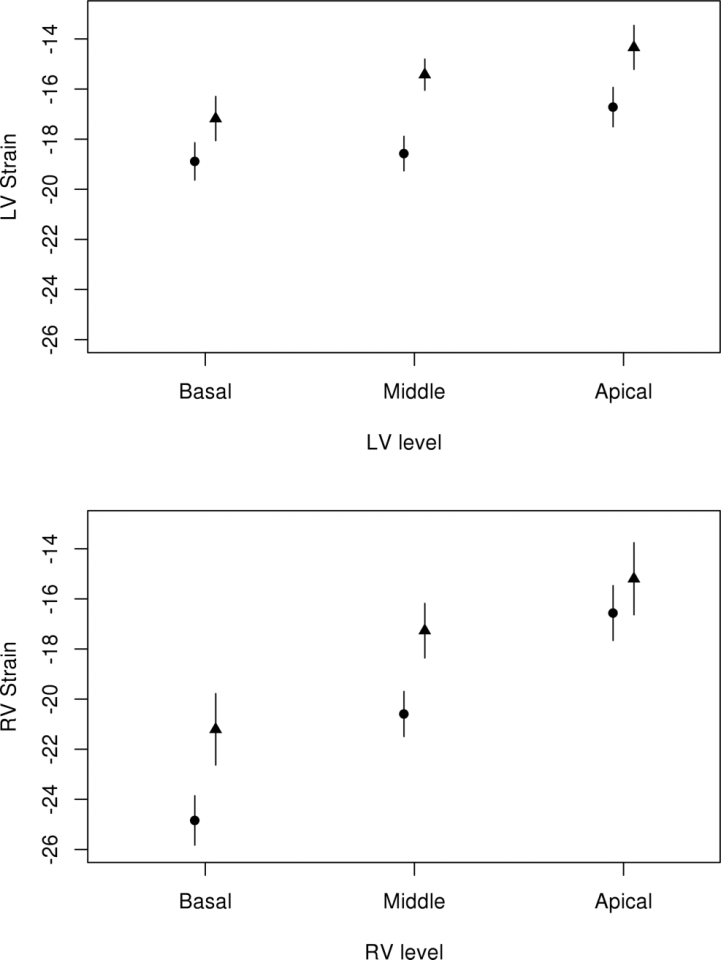 LV Strain
-14
-16
-18
-20
-22
-24
-26
Basal Middle Apical
LV level
RV Strain
-14
-16
-18
-20
-22
-24
-26
Basal Middle Apical
RV level